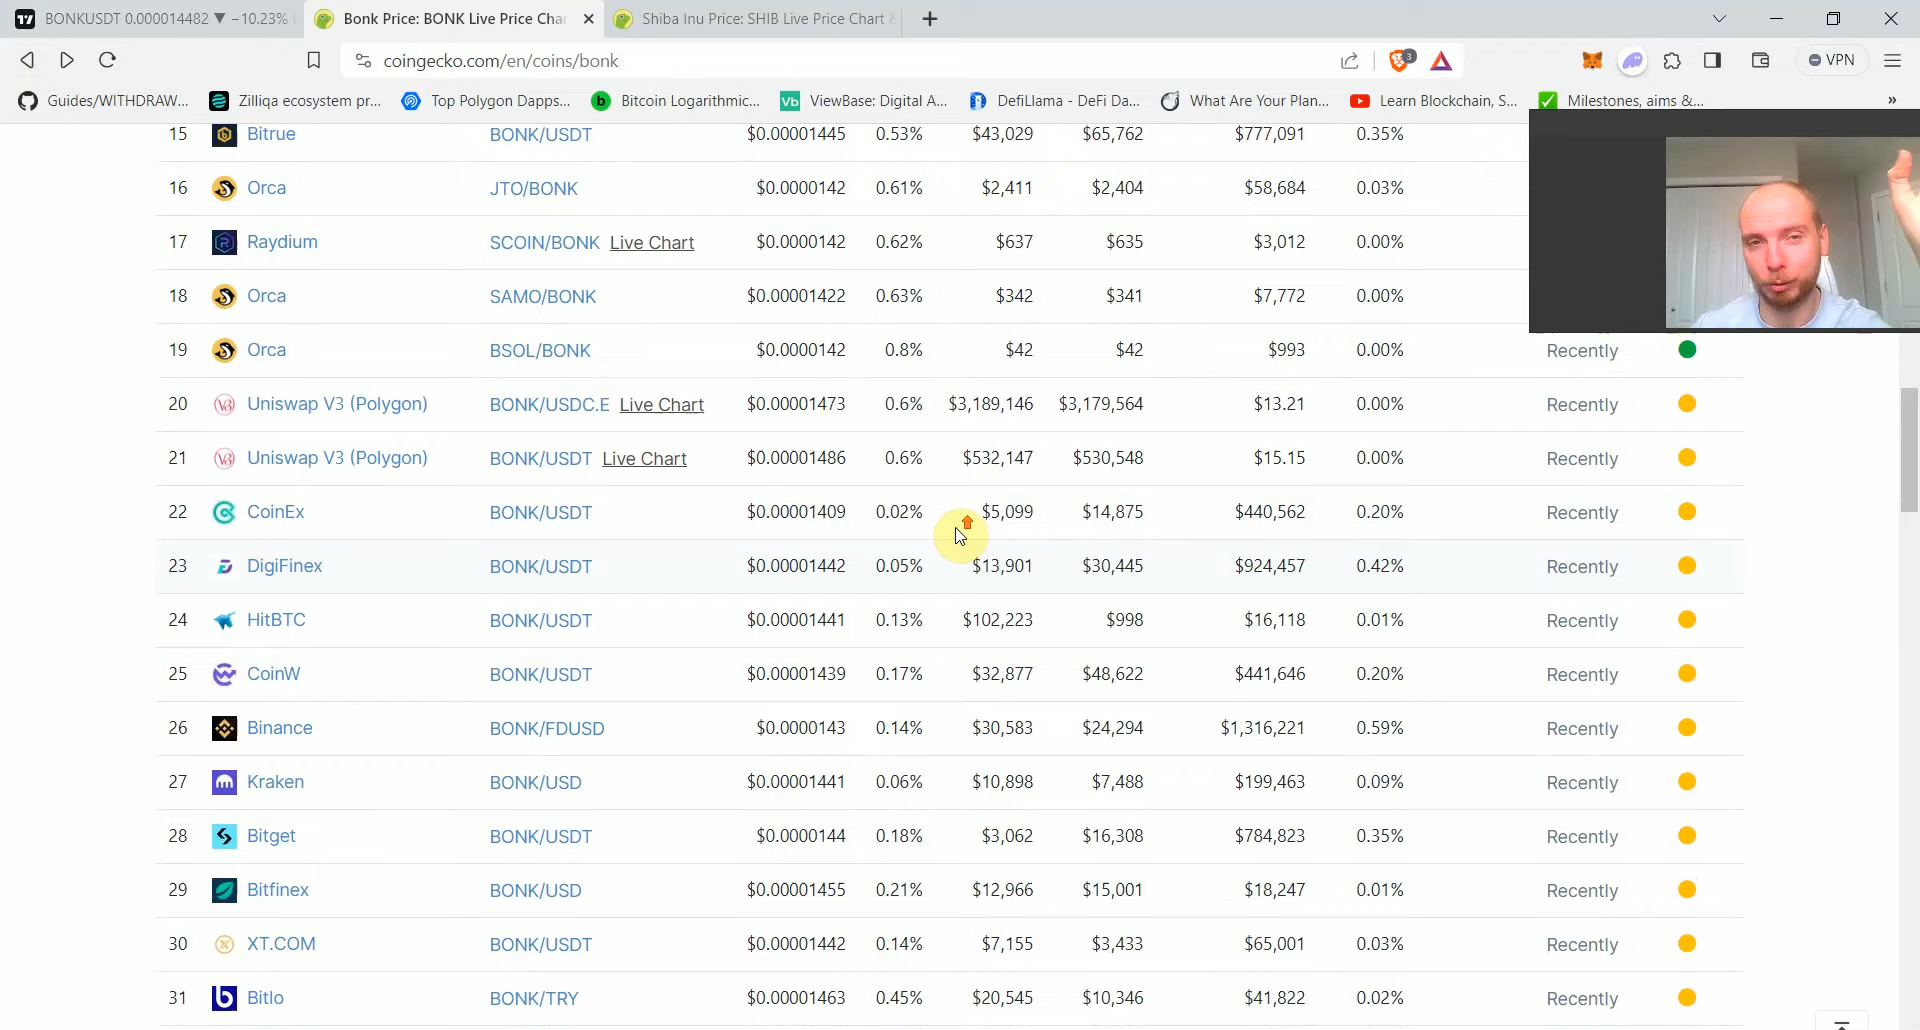 BONKUSDT 0.000014482 ▼ −10.23%
Bonk Price: BONK Live Price Cha
Shiba Inu Price: SHIB Live Price Chart &
coingecko.com/en/coins/bonk
3
VPN
Guides/WITHDRAW...
Zilliqa ecosystem pr...
Top Polygon Dapps...
Bitcoin Logarithmic...
Vb
ViewBase: Digital A...
DefiLlama - DeFi Da...
What Are Your Plan...
Learn Blockchain, S...
Milestones, aims &...
»
15 Bitrue BONK/USDT $0.00001445 0.53% $43,029 $65,762 $777,091 0.35%
16 Orca JTO/BONK $0.0000142 0.61% $2,411 $2,404 $58,684 0.03%
17 Raydium SCOIN/BONK Live Chart $0.0000142 0.62% $637 $635 $3,012 0.00%
18 Orca SAMO/BONK $0.00001422 0.63% $342 $341 $7,772 0.00%
19 Orca BSOL/BONK $0.0000142 0.8% $42 $42 $993 0.00% Recently
20 Uniswap V3 (Polygon) BONK/USDC.E Live Chart $0.00001473 0.6% $3,189,146 $3,179,564 $13.21 0.00% Recently
21 Uniswap V3 (Polygon) BONK/USDT Live Chart $0.00001486 0.6% $532,147 $530,548 $15.15 0.00% Recently
22 CoinEx BONK/USDT $0.00001409 0.02% $5,099 $14,875 $440,562 0.20% Recently
23 DigiFinex BONK/USDT $0.00001442 0.05% $13,901 $30,445 $924,457 0.42% Recently
24 HitBTC BONK/USDT $0.00001441 0.13% $102,223 $998 $16,118 0.01% Recently
25 CoinW BONK/USDT $0.00001439 0.17% $32,877 $48,622 $441,646 0.20% Recently
26 Binance BONK/FDUSD $0.0000143 0.14% $30,583 $24,294 $1,316,221 0.59% Recently
27 Kraken BONK/USD $0.00001441 0.06% $10,898 $7,488 $199,463 0.09% Recently
28 Bitget BONK/USDT $0.0000144 0.18% $3,062 $16,308 $784,823 0.35% Recently
29 Bitfinex BONK/USD $0.00001455 0.21% $12,966 $15,001 $18,247 0.01% Recently
30 XT.COM BONK/USDT $0.00001442 0.14% $7,155 $3,433 $65,001 0.03% Recently
31 Bitlo BONK/TRY $0.00001463 0.45% $20,545 $10,346 $41,822 0.02% Recently